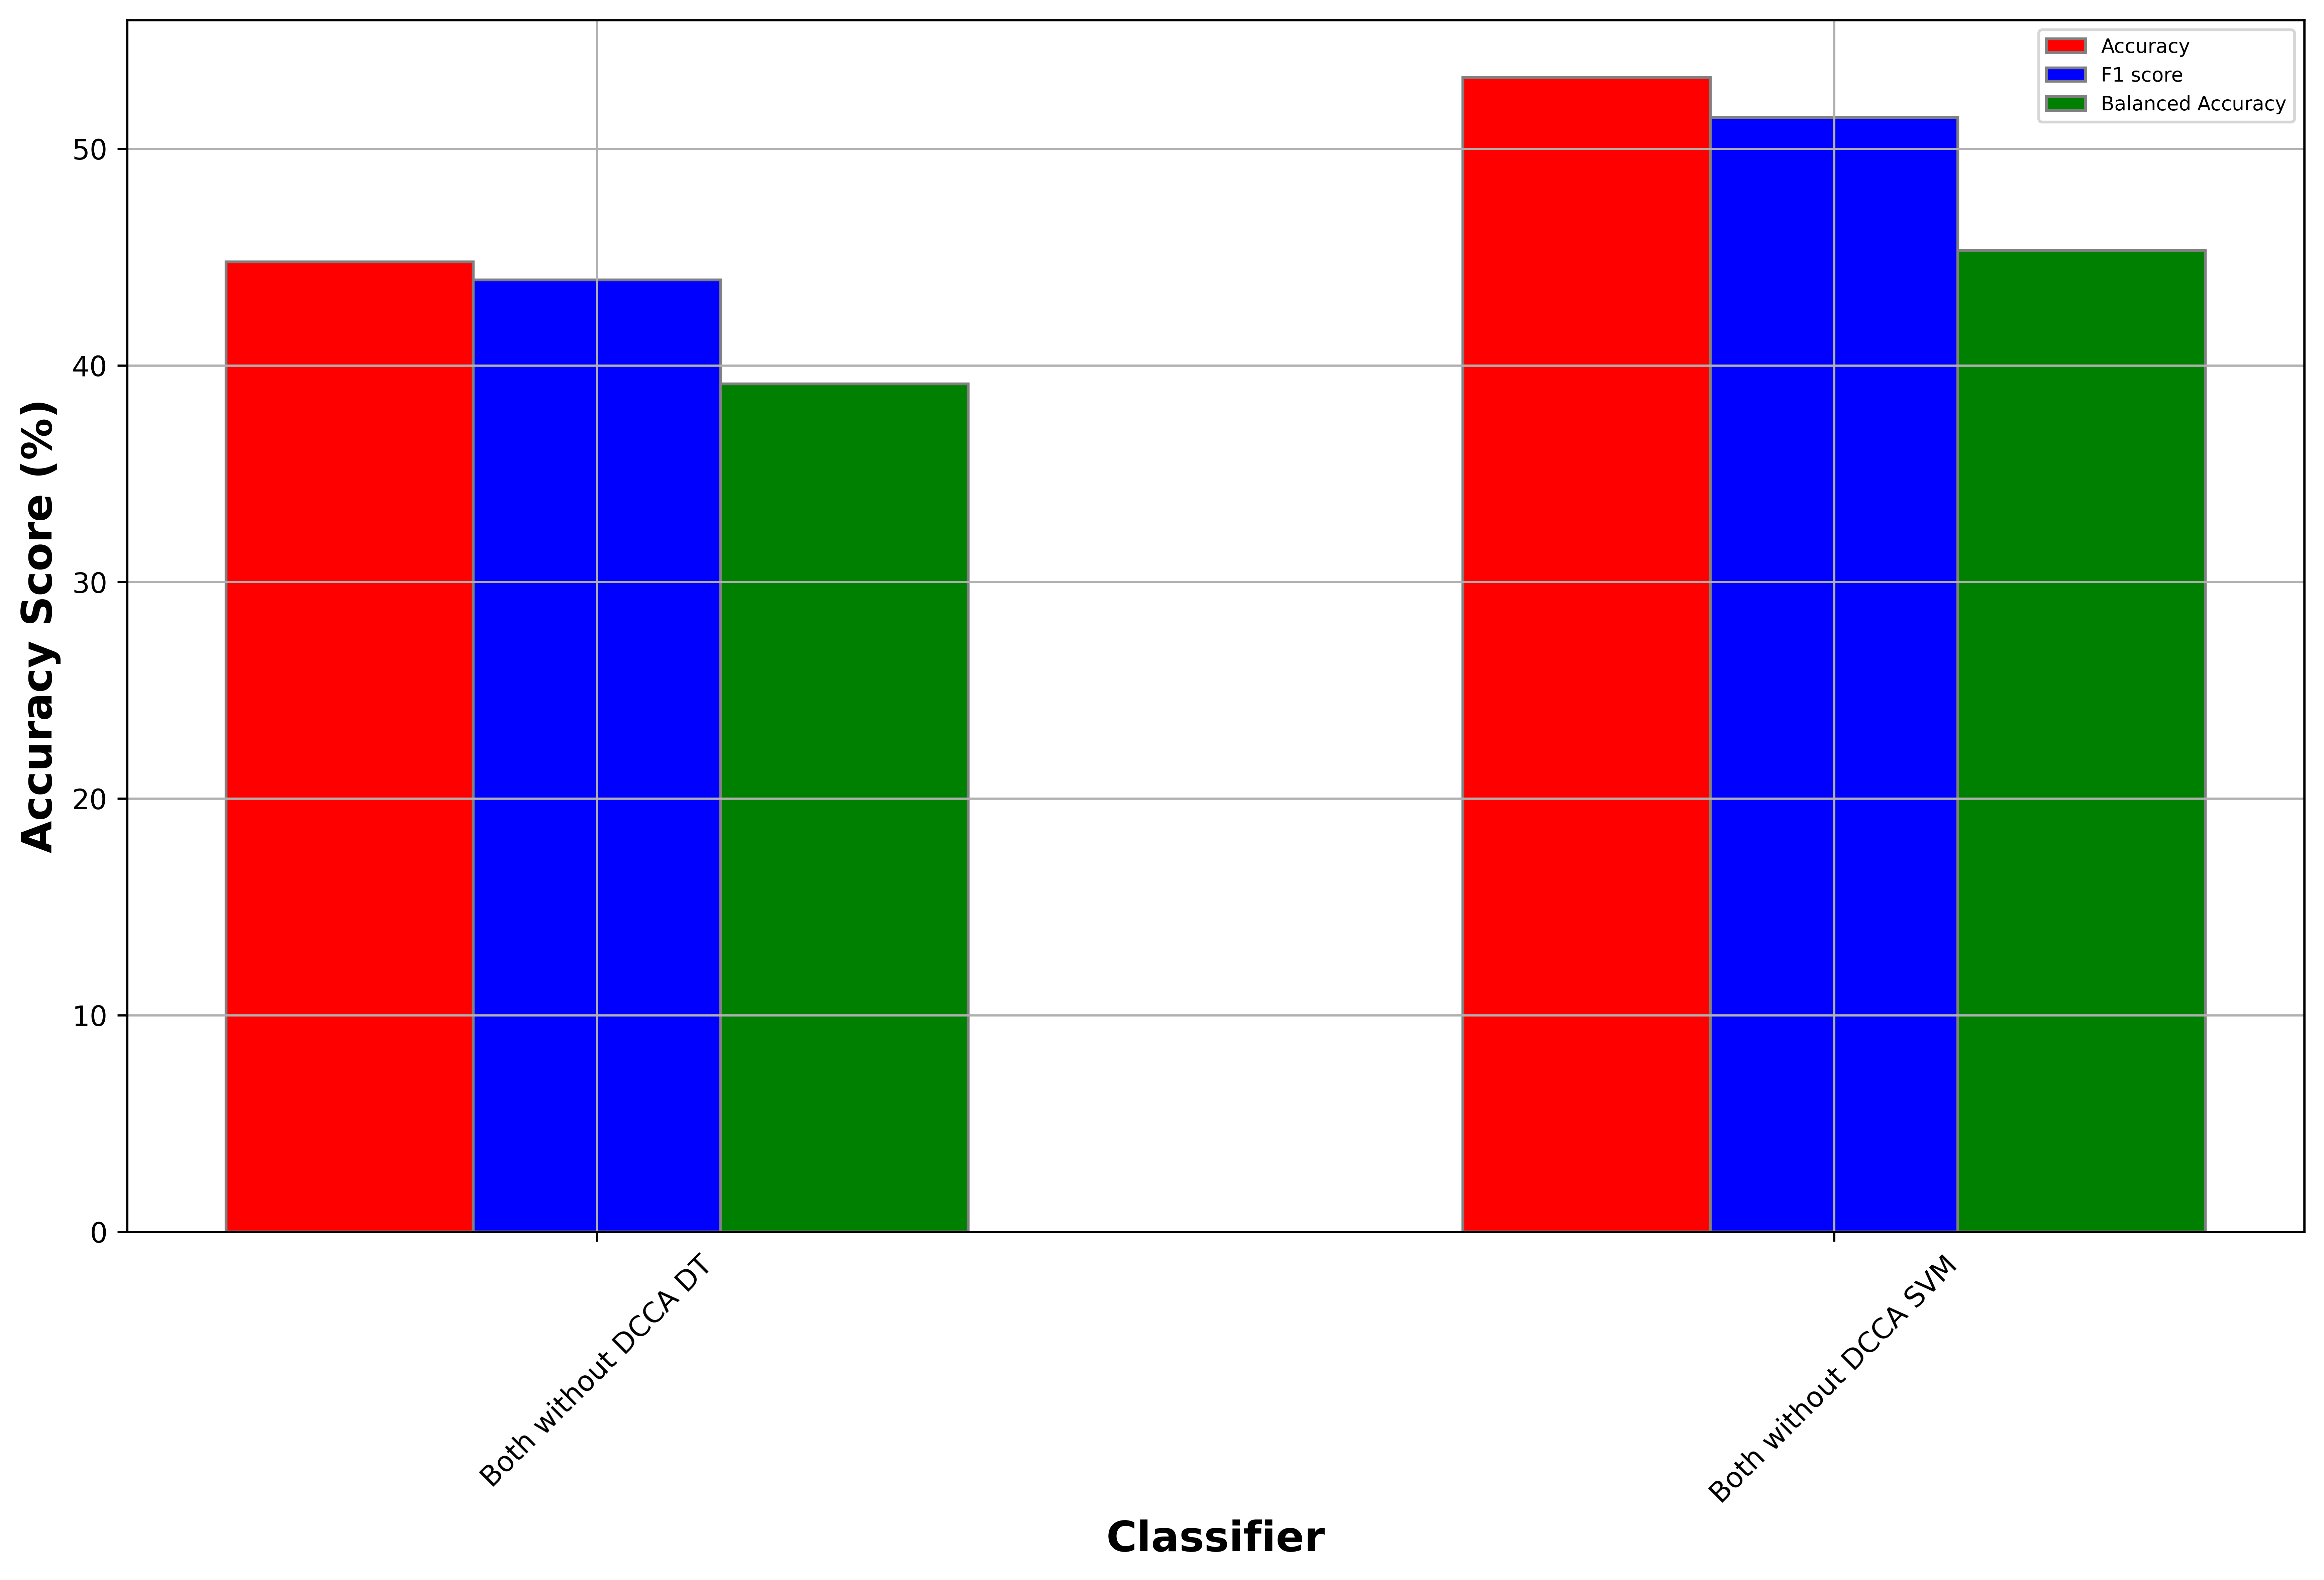 Accuracy
F1 score
Balanced Accuracy
Accuracy Score (%)
50
40
30
20
10
0
Both without DCCA DT
Both without DCCA SVM
Classifier